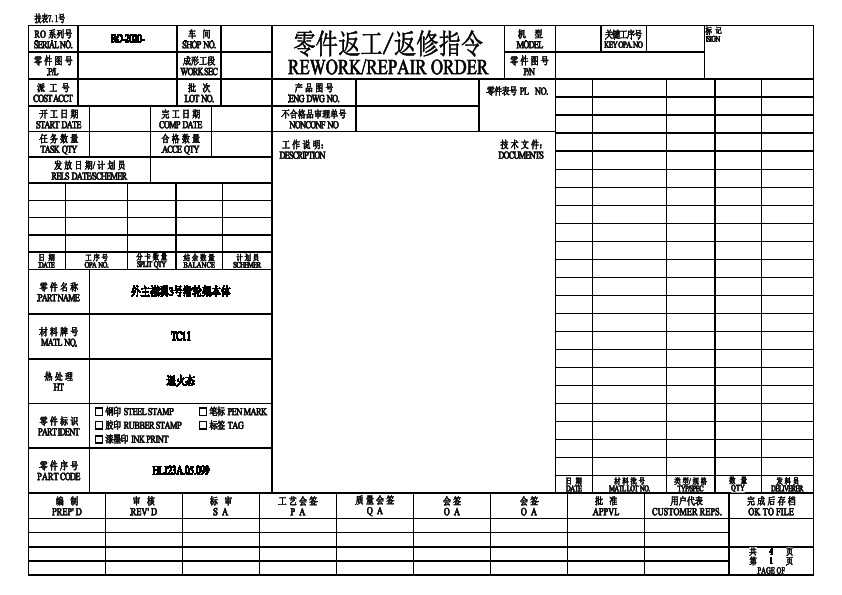 技表7.1号
RO 系列号 RO-2020- 车 间 零件返工/返修指令 机 型 关键工序号 标 记
SERIAL NO. SHOP NO. MODEL KEY OPA.NO SIGN
零件图号 成形工段 REWORK/REPAIR ORDER 零件图号
P/L WORK SEC P/N
派 工 号 批 次 产品图号 零件表号 PL NO.
COST ACCT LOT NO. ENG DWG NO.
开工日期 完工日期 不合格品审理单号
START DATE COMP DATE NONCONF NO
任务数量 合格数量 工作说明: 技术文件:
TASK QTY ACCE QTY DESCRIPTION DOCUMENTS
发放日期/计划员
RELS DATE/SCHEMER
日 期 工序号 分卡数量 结余数量 计划员
DATE OPA NO. SPLIT QTY BALANCE SCHEMER
零件名称 3号滑轮架本体
PART NAME
材料牌号 TC11
MATL NO.
热处理 退火态
HT
零件标识 钢印 STEEL STAMP 笔标 PEN MARK
PART IDENT 胶印 RUBBER STAMP 标签 TAG
漆墨印 INK PRINT
零件序号 HL123A.05.099
PART CODE
日 期 材料批号 类型/规格 数 量 发料员
DATE MATL LOT NO. TYP/SPEC QTY DELIVERER
编 制 审 核 标 审 工艺会签 质量会签 会签 会签 批 准 用户代表 完成后存档
PREP' D REV' D S A P A Q A O A O A APPVL CUSTOMER REPS. OK TO FILE
共 4 页
第 1 页
PAGE OF